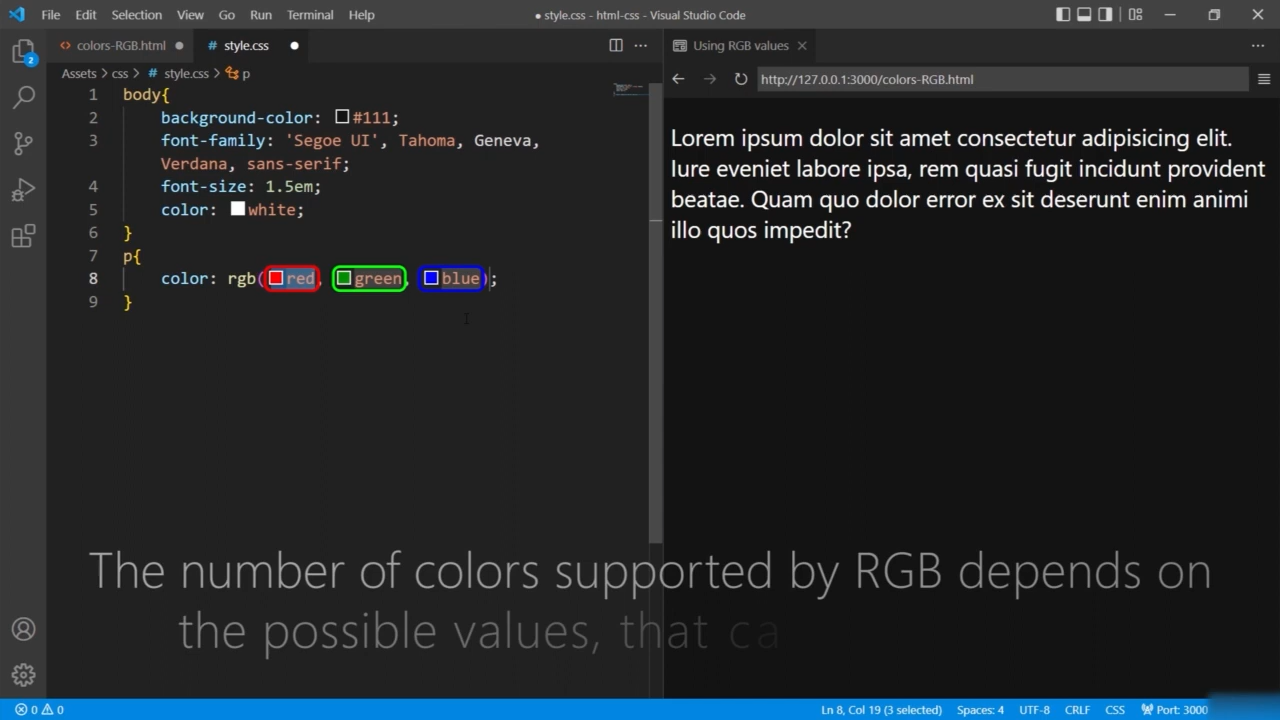 File Edit Selection View Go Run Terminal Help
● style.css - html-css - Visual Studio Code
colors-RGB.html
# style.css
Using RGB values
2
Assets > css > # style.css > p
http://127.0.0.1:3000/colors-RGB.html
1 body{
2 background-color: #111;
3 font-family: 'Segoe UI', Tahoma, Geneva,
Verdana, sans-serif;
4 font-size: 1.5em;
5 color: white;
6 }
7 p{
8 color: rgb(red, green, blue);
9 }
Lorem ipsum dolor sit amet consectetur adipisicing elit.
Iure eveniet labore ipsa, rem quasi fugit incidunt provident
beatae. Quam quo dolor error ex sit deserunt enim animi
illo quos impedit?
The number of colors supported by RGB depends on
the possible values, that ca
0 0
Ln 8, Col 19 (3 selected) Spaces: 4 UTF-8 CRLF CSS Port: 3000